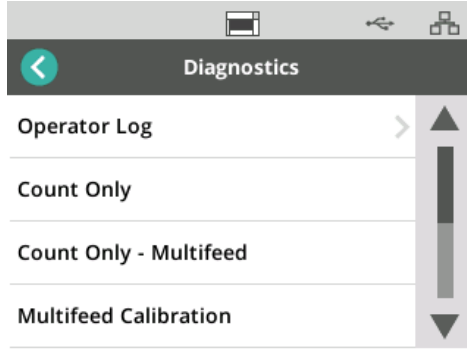 Diagnostics
Operator Log
Count Only
Count Only - Multifeed
Multifeed Calibration